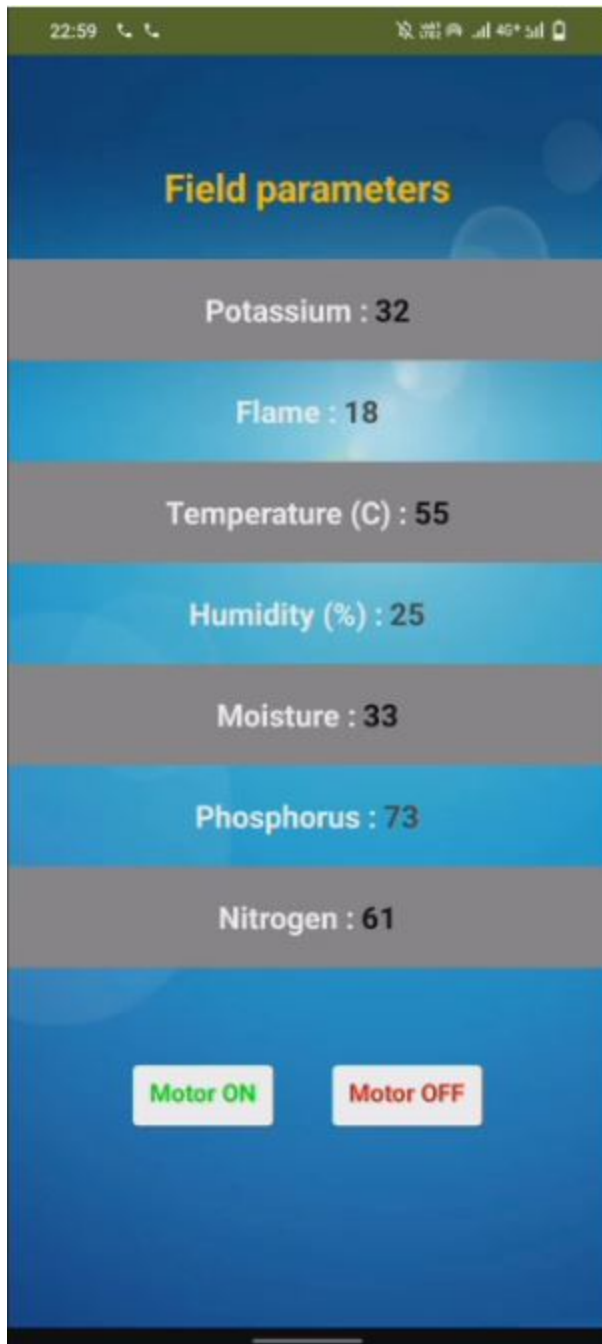 22:59
4G+
Field parameters
Potassium : 32
Flame : 18
Temperature (C) : 55
Humidity (%) : 25
Moisture : 33
Phosphorus : 73
Nitrogen : 61
Motor ON Motor OFF